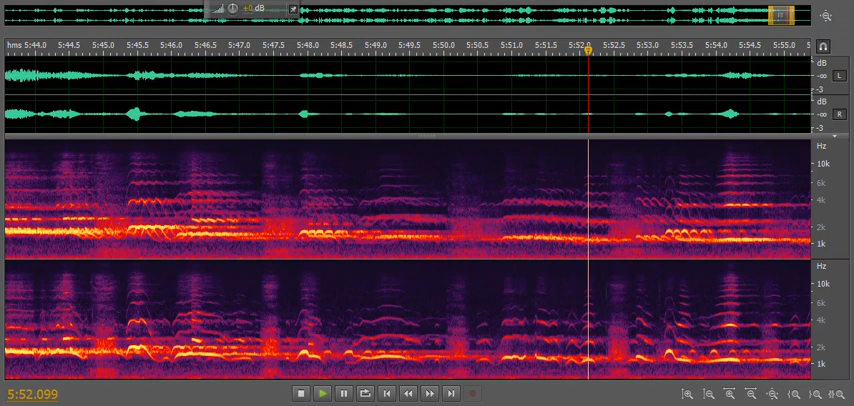 +0 dB
hms 5:44.0 5:44.5 5:45.0 5:45.5 5:46.0 5:46.5 5:47.0 5:47.5 5:48.0 5:48.5 5:49.0 5:49.5 5:50.0 5:50.5 5:51.0 5:51.5 5:52.0 5:52.5 5:53.0 5:53.5 5:54.0 5:54.5 5:55.0 5
dB
-∞ L
-3
dB
-∞ R
-3
Hz
10k
6k
4k
2k
1k
Hz
10k
6k
4k
2k
1k
5:52.099